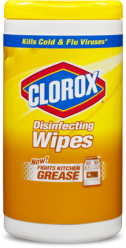 Kills Cold & Flu Viruses*
CLOROX
Disinfecting
Wipes
Now!
FIGHTS KITCHEN
GREASE